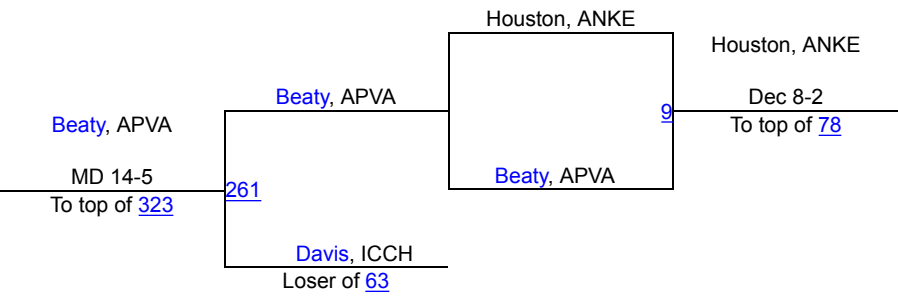 Houston, ANKE
Houston, ANKE
Beaty, APVA
Dec 8-2
9
To top of 78
Beaty, APVA
MD 14-5
Beaty, APVA
261
To top of 323
Davis, ICCH
Loser of 63